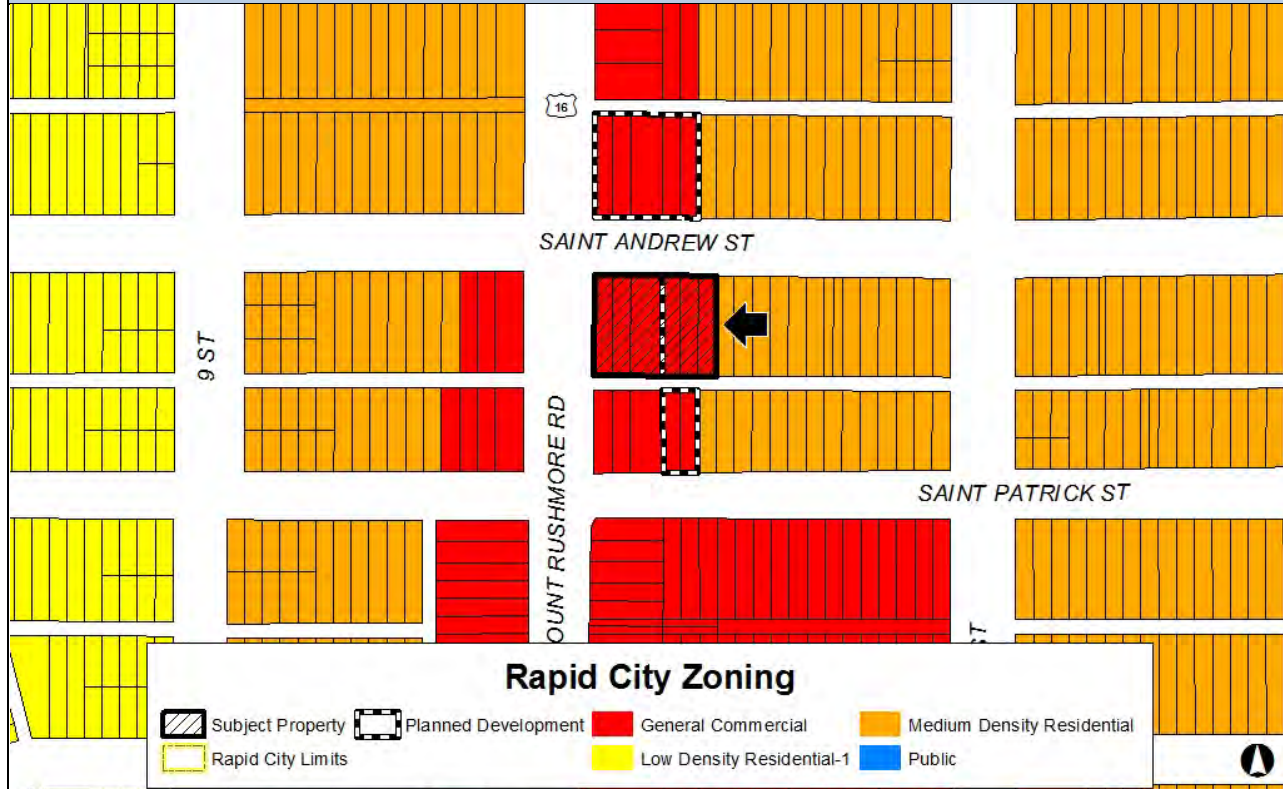 16
SAINT ANDREW ST
9 ST
OUNT RUSHMORE RD
SAINT PATRICK ST
ST
Rapid City Zoning
Subject Property
Planned Development
General Commercial
Medium Density Residential
Rapid City Limits
Low Density Residential-1
Public